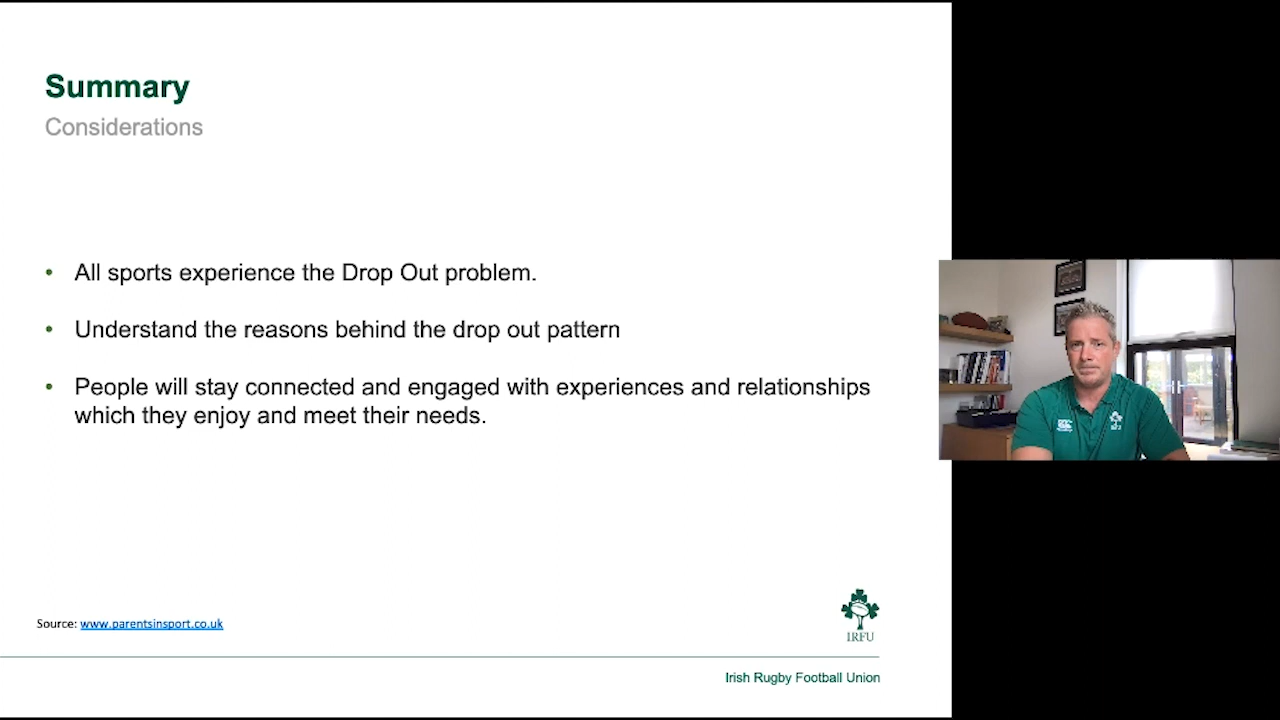 Summary
Considerations
• All sports experience the Drop Out problem.
• Understand the reasons behind the drop out pattern
• People will stay connected and engaged with experiences and relationships
which they enjoy and meet their needs.
Source: www.parentsinsport.co.uk
IRFU
Irish Rugby Football Union
IRFU